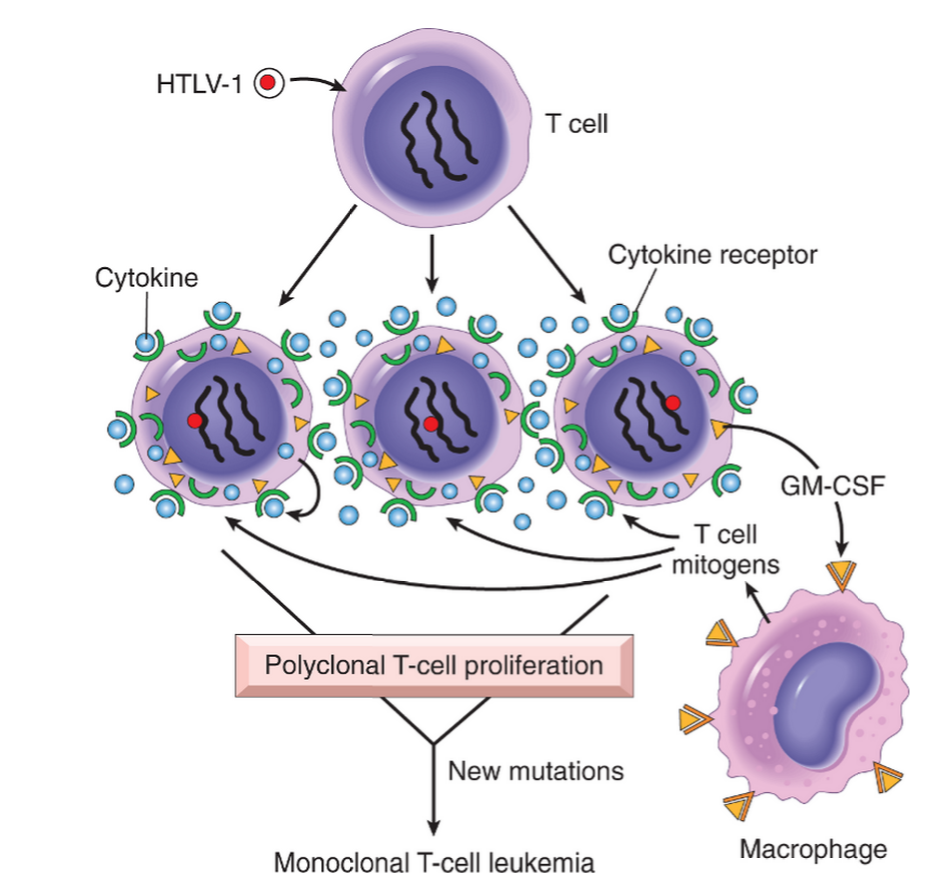 HTLV-1
T cell
Cytokine receptor
Cytokine
GM-CSF
T cell
mitogens
Polyclonal T-cell proliferation
New mutations
Macrophage
Monoclonal T-cell leukemia